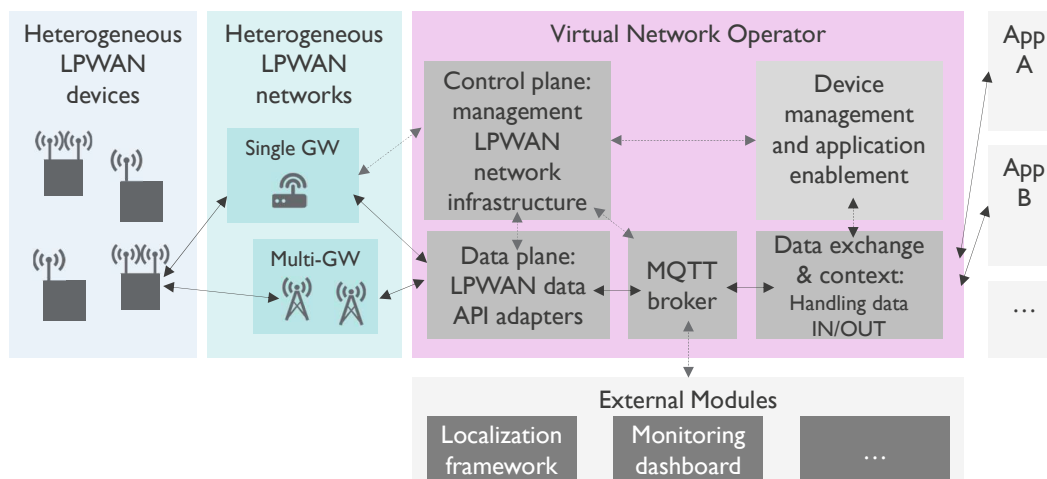 Heterogeneous
LPWAN
devices
Heterogeneous
LPWAN
networks
Single GW
Multi-GW
Virtual Network Operator
Control plane:
management
LPWAN
network
infrastructure
Device
management
and application
enablement
Data plane:
LPWAN data
API adapters
MQTT
broker
Data exchange
& context:
Handling data
IN/OUT
App
A
App
B
...
External Modules
Localization
framework
Monitoring
dashboard
...